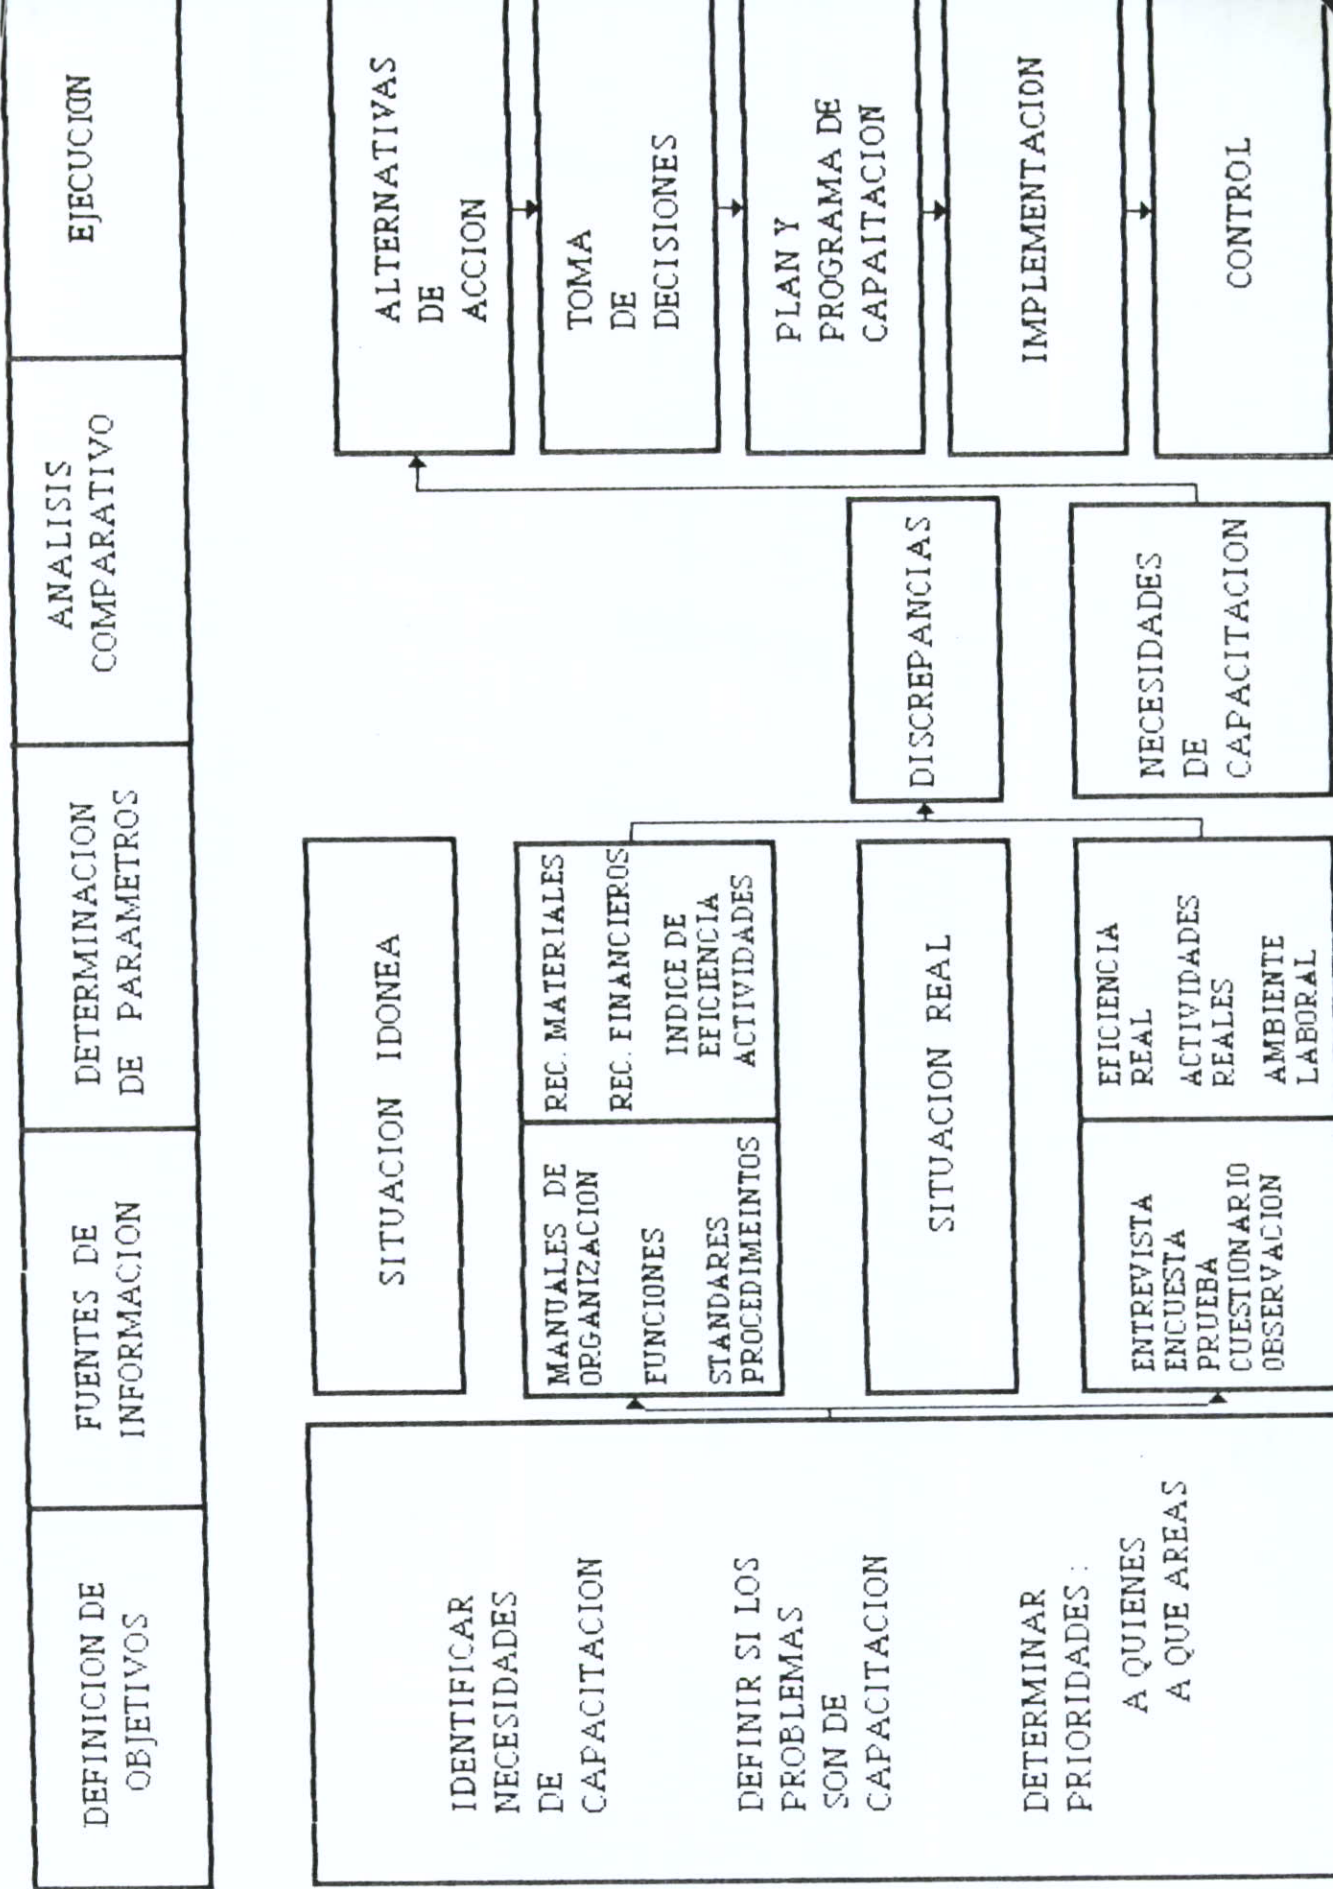 DEFINICION DE
OBJETIVOS
FUENTES DE
INFORMACION
DETERMINACION
DE PARAMETROS
ANALISIS
COMPARATIVO
EJECUCION
IDENTIFICAR
NECESIDADES
DE
CAPACITACION
DEFINIR SI LOS
PROBLEMAS
SON DE
CAPACITACION
DETERMINAR
PRIORIDADES :
A QUIENES
A QUE AREAS
SITUACION IDONEA
MANUALES DE
ORGANIZACION
FUNCIONES
STANDARES
PROCEDIMEINTOS
REC. MATERIALES
REC. FINANCIEROS
INDICE DE
EFICIENCIA
ACTIVIDADES
SITUACION REAL
ENTREVISTA
ENCUESTA
PRUEBA
CUESTIONARIO
OBSERVACION
EFICIENCIA
REAL
ACTIVIDADES
REALES
AMBIENTE
LABORAL
DISCREPANCIAS
NECESIDADES
DE
CAPACITACION
ALTERNATIVAS
DE
ACCION
TOMA
DE
DECISIONES
PLAN Y
PROGRAMA DE
CAPAITACION
IMPLEMENTACION
CONTROL